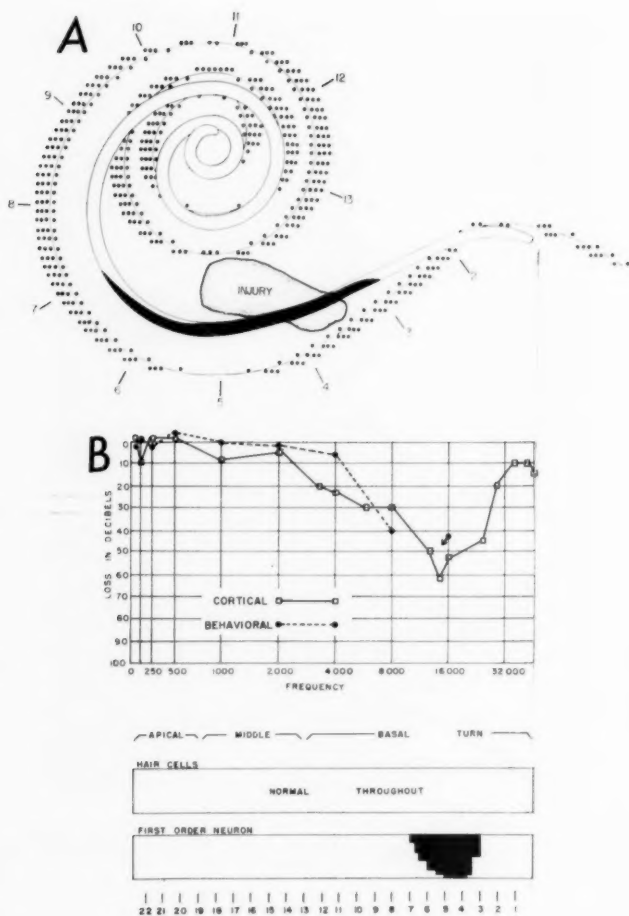 A
11
10
12
9
8
13
7
INJURY
2
3
6
5
4
B
0
10
20
30
40
50
60
70
80
90
100
LOSS IN DECIBELS
CORTICAL
BEHAVIORAL
0 250 500 1000 2000 4000 8000 16000 32000
FREQUENCY
APICAL MIDDLE BASAL TURN
HAIR CELLS
NORMAL THROUGHOUT
FIRST ORDER NEURON
22 21 20 19 18 17 16 15 14 13 12 11 10 9 8 7 6 5 4 3 2 1